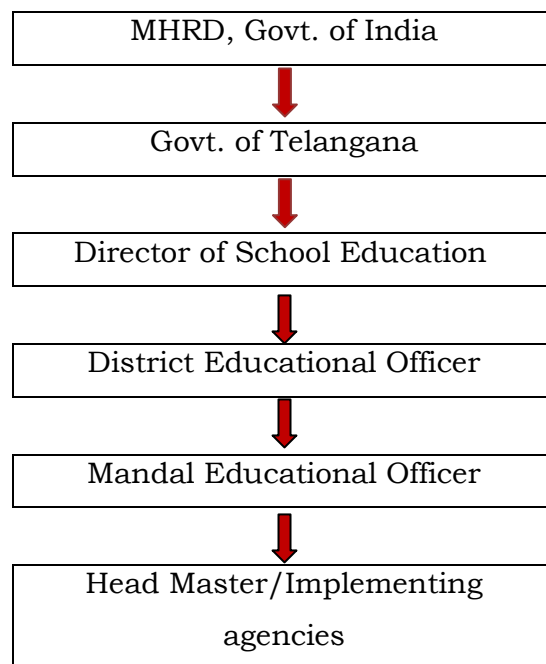 MHRD, Govt. of India
Govt. of Telangana
Director of School Education
District Educational Officer
Mandal Educational Officer
Head Master/Implementing
agencies